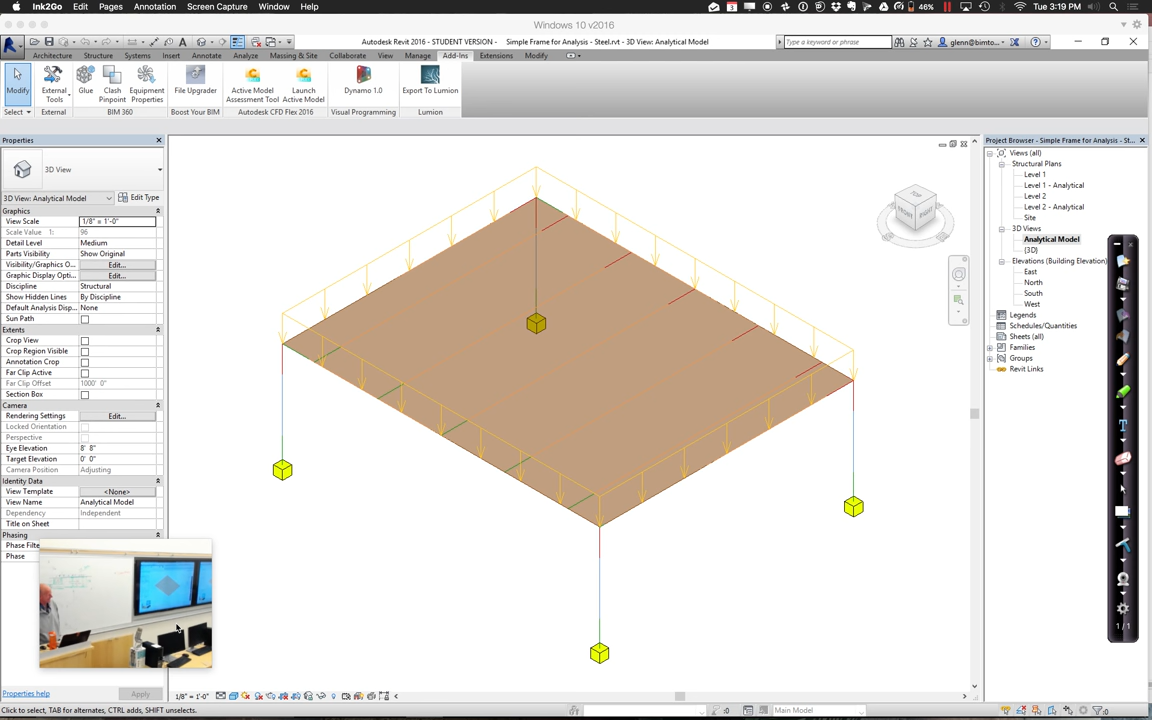 Ink2Go Edit Pages Annotation Screen Capture Window Help
46% Tue 3:19 PM
Windows 10 v2016
Autodesk Revit 2016 - STUDENT VERSION - Simple Frame for Analysis - Steel.rvt - 3D View: Analytical Model
Type a keyword or phrase
glenn@bimto...
Architecture Structure Systems Insert Annotate Analyze Massing & Site Collaborate View Manage Add-Ins Extensions Modify
Modify
External Tools
Glue
Clash Pinpoint
Equipment Properties
File Upgrader
Active Model Assessment Tool
Launch Active Model
Dynamo 1.0
Export To Lumion
Select External BIM 360 Boost Your BIM Autodesk CFD Flex 2016 Visual Programming Lumion
Properties
3D View
3D View: Analytical Model Edit Type
Graphics
View Scale 1/8" = 1'-0"
Scale Value 1: 96
Detail Level Medium
Parts Visibility Show Original
Visibility/Graphics O... Edit...
Graphic Display Opti... Edit...
Discipline Structural
Show Hidden Lines By Discipline
Default Analysis Disp... None
Sun Path
Extents
Crop View
Crop Region Visible
Annotation Crop
Far Clip Active
Far Clip Offset 1000' 0"
Section Box
Camera
Rendering Settings Edit...
Locked Orientation
Perspective
Eye Elevation 8' 8"
Target Elevation 0' 0"
Camera Position Adjusting
Identity Data
View Template <None>
View Name Analytical Model
Dependency Independent
Title on Sheet
Phasing
Phase Filte
Phase
Properties help Apply
TOP
FRONT
RIGHT
Project Browser - Simple Frame for Analysis - St...
Views (all)
Structural Plans
Level 1
Level 1 - Analytical
Level 2
Level 2 - Analytical
Site
3D Views
Analytical Model
{3D}
Elevations (Building Elevation)
East
North
South
West
Legends
Schedules/Quantities
Sheets (all)
Families
Groups
Revit Links
1 / 1
1/8" = 1'-0"
Click to select, TAB for alternates, CTRL adds, SHIFT unselects.
:0
Main Model
:0